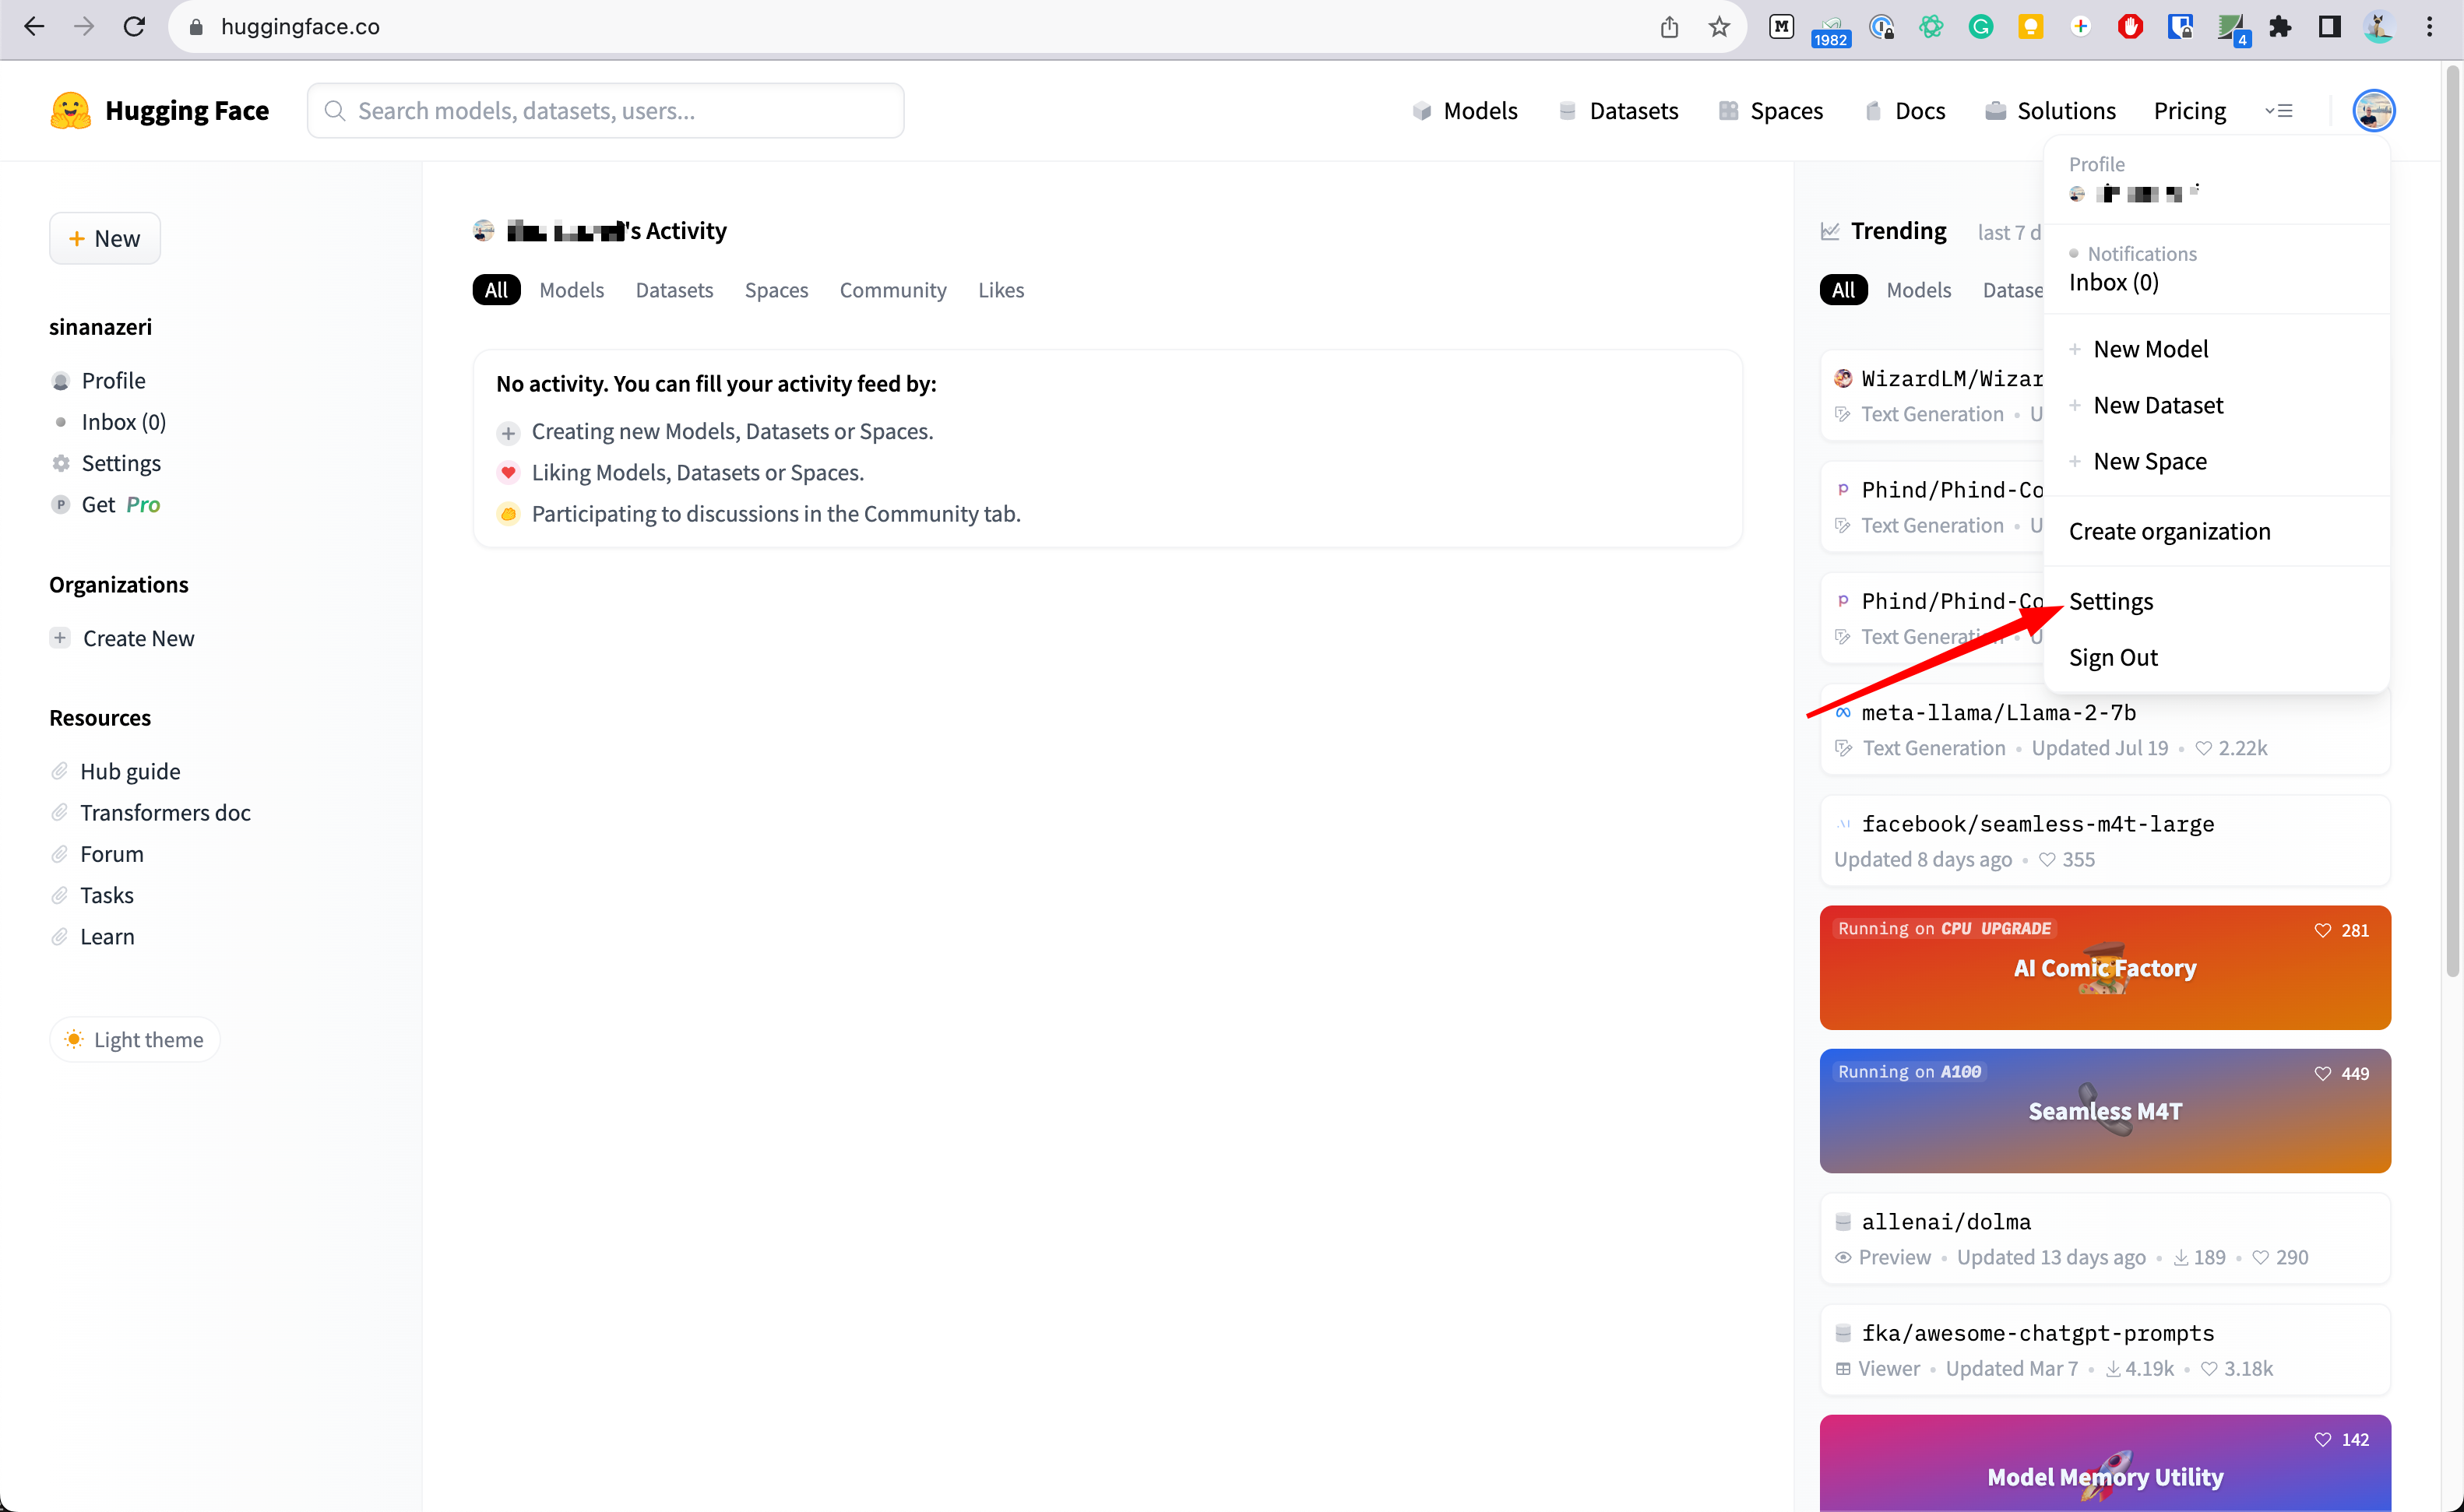 huggingface.co
1982
4
Hugging Face
Search models, datasets, users...
Models
Datasets
Spaces
Docs
Solutions
Pricing
+ New
sinanazeri
Profile
Inbox (0)
Settings
P Get Pro
Organizations
+ Create New
Resources
Hub guide
Transformers doc
Forum
Tasks
Learn
Light theme
's Activity
All Models Datasets Spaces Community Likes
No activity. You can fill your activity feed by:
Creating new Models, Datasets or Spaces.
Liking Models, Datasets or Spaces.
Participating to discussions in the Community tab.
Trending last 7 d
All Models Datase
WizardLM/Wizar
Text Generation • U
Phind/Phind-Co
Text Generation • U
Phind/Phind-Co
Text Generation • U
meta-llama/Llama-2-7b
Text Generation • Updated Jul 19 • 2.22k
facebook/seamless-m4t-large
Updated 8 days ago • 355
Running on CPU UPGRADE
281
AI Comic Factory
Running on A100
449
Seamless M4T
allenai/dolma
Preview • Updated 13 days ago • 189 • 290
fka/awesome-chatgpt-prompts
Viewer • Updated Mar 7 • 4.19k • 3.18k
142
Model Memory Utility
Profile
Notifications
Inbox (0)
+ New Model
+ New Dataset
+ New Space
Create organization
Settings
Sign Out